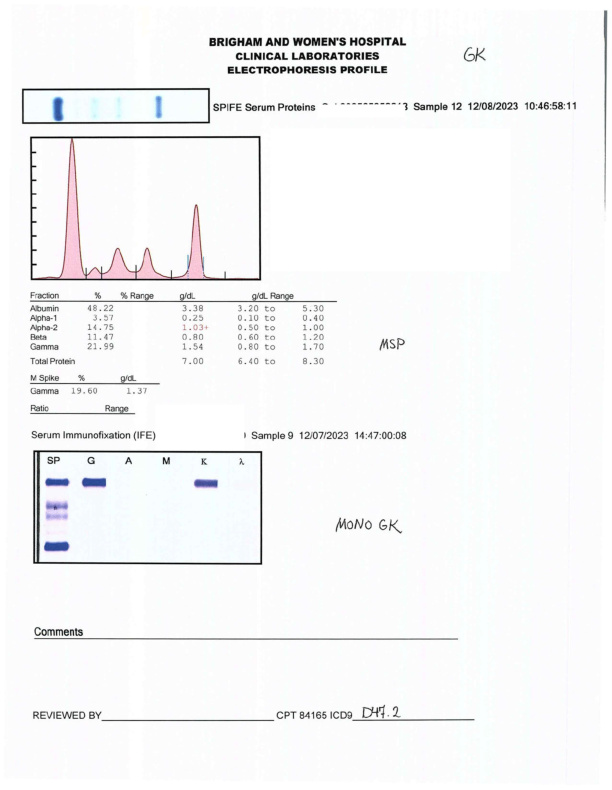 BRIGHAM AND WOMEN'S HOSPITAL
CLINICAL LABORATORIES
ELECTROPHORESIS PROFILE
GK
SPIFE Serum Proteins Sample 12 12/08/2023 10:46:58:11
Fraction % % Range g/dL g/dL Range
Albumin 48.22 3.38 3.20 to 5.30
Alpha-1 3.57 0.25 0.10 to 0.40
Alpha-2 14.75 1.03+ 0.50 to 1.00
Beta 11.47 0.80 0.60 to 1.20
Gamma 21.99 1.54 0.80 to 1.70
MSP
Total Protein 7.00 6.40 to 8.30
M Spike % g/dL
Gamma 19.60 1.37
Ratio Range
Serum Immunofixation (IFE) Sample 9 12/07/2023 14:47:00:08
SP G A M K λ
MONO GK
Comments
REVIEWED BY CPT 84165 ICD9 D47.2